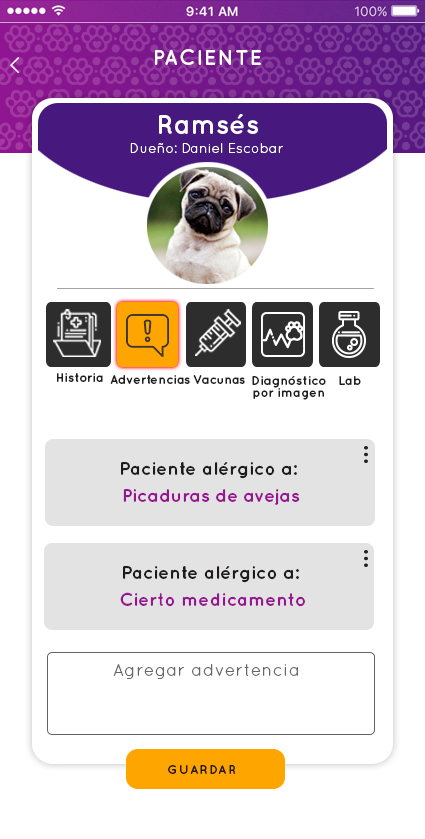 9:41 AM
100%
PACIENTE
Ramsés
Dueño: Daniel Escobar
Historia
Advertencias
Vacunas
Diagnóstico
por imagen
Lab
Paciente alérgico a:
Picaduras de avejas
Paciente alérgico a:
Cierto medicamento
Agregar advertencia
GUARDAR